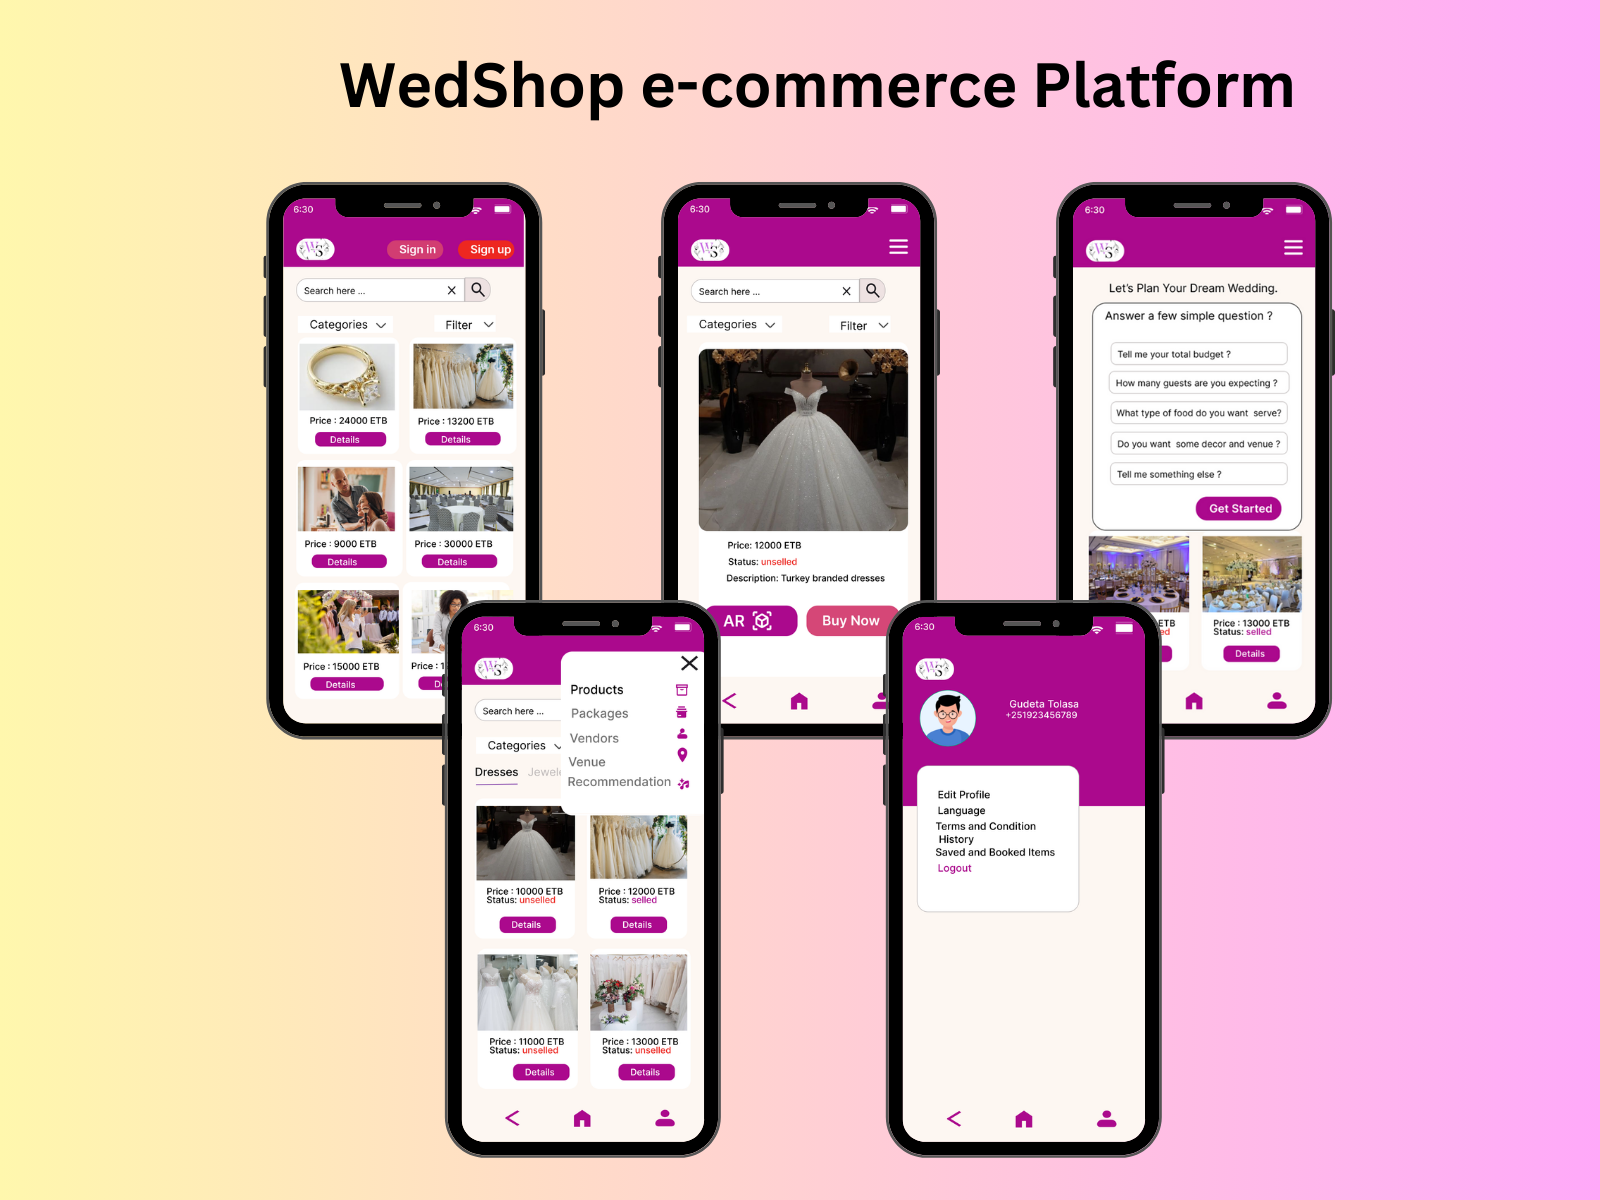 WedShop e-commerce Platform
6:30
Sign in
Sign up
Search here ...
Categories
Filter
Price : 24000 ETB
Details
Price : 13200 ETB
Details
Price : 9000 ETB
Details
Price : 30000 ETB
Details
Price : 15000 ETB
Details
Price : 1
De
6:30
Search here ...
Categories
Filter
Price: 12000 ETB
Status: unselled
Description: Turkey branded dresses
AR
Buy Now
6:30
Let's Plan Your Dream Wedding.
Answer a few simple question ?
Tell me your total budget ?
How many guests are you expecting ?
What type of food do you want serve?
Do you want some decor and venue ?
Tell me something else ?
Get Started
ETB
ed
Price : 13000 ETB
Status: selled
Details
6:30
WS
Search here ...
Categories
Dresses
Jewele
Products
Packages
Vendors
Venue
Recommendation
Price : 10000 ETB
Status: unselled
Details
Price : 12000 ETB
Status: selled
Details
Price : 11000 ETB
Status: unselled
Details
Price : 13000 ETB
Status: unselled
Details
6:30
WS
Gudeta Tolasa
+251923456789
Edit Profile
Language
Terms and Condition
History
Saved and Booked Items
Logout